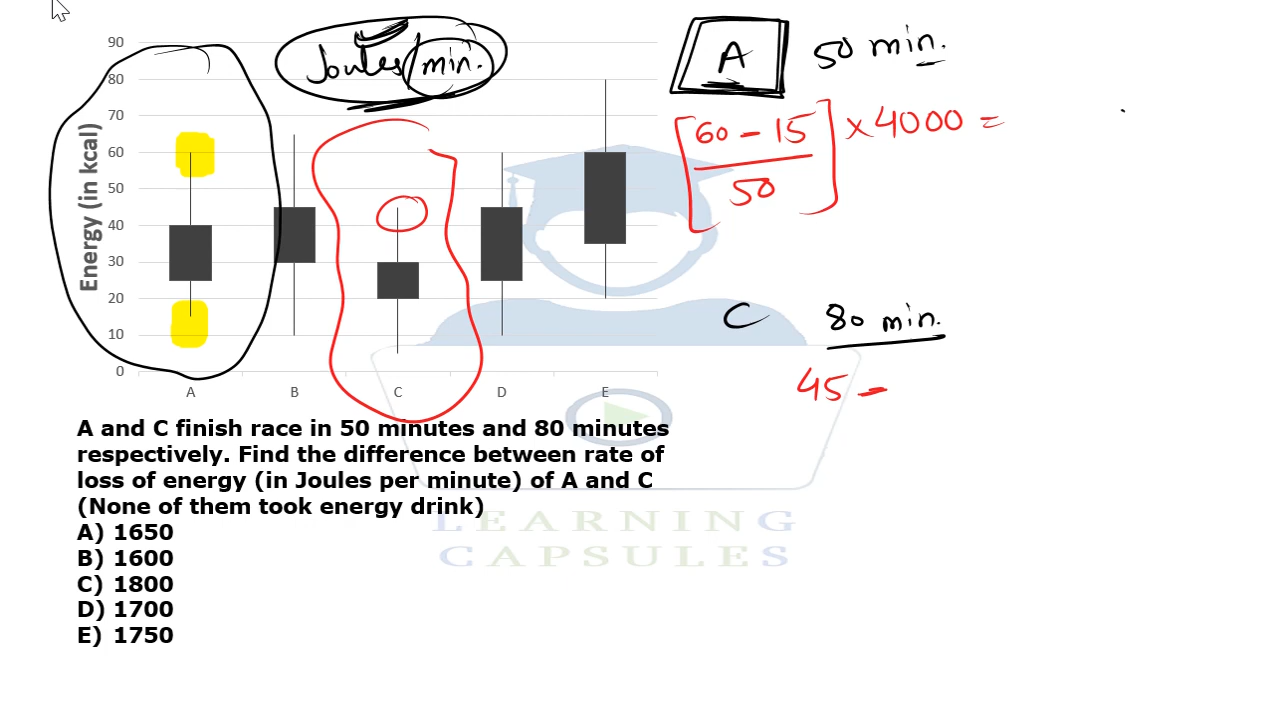 90
80
70
60
50
40
30
20
10
0
Energy (in kcal)
A B C D E
Joules/min.
A 50 min.
[60 - 15 / 50] × 4000 =
C 80 min.
45 -
A and C finish race in 50 minutes and 80 minutes
respectively. Find the difference between rate of
loss of energy (in Joules per minute) of A and C
(None of them took energy drink)
A) 1650
B) 1600
C) 1800
D) 1700
E) 1750
LEARNING
CAPSULES